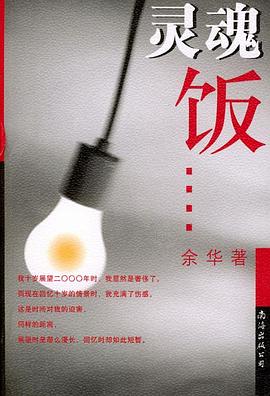 灵魂
饭
余华著
我十岁展望二〇〇〇年时，我显然是奢侈了。
而现在回忆十岁的情景时，我充满了伤感。
这是时间对我的迫害，
同样的距离，
展望时是那么漫长，回忆时却如此短暂。
南海出版公司